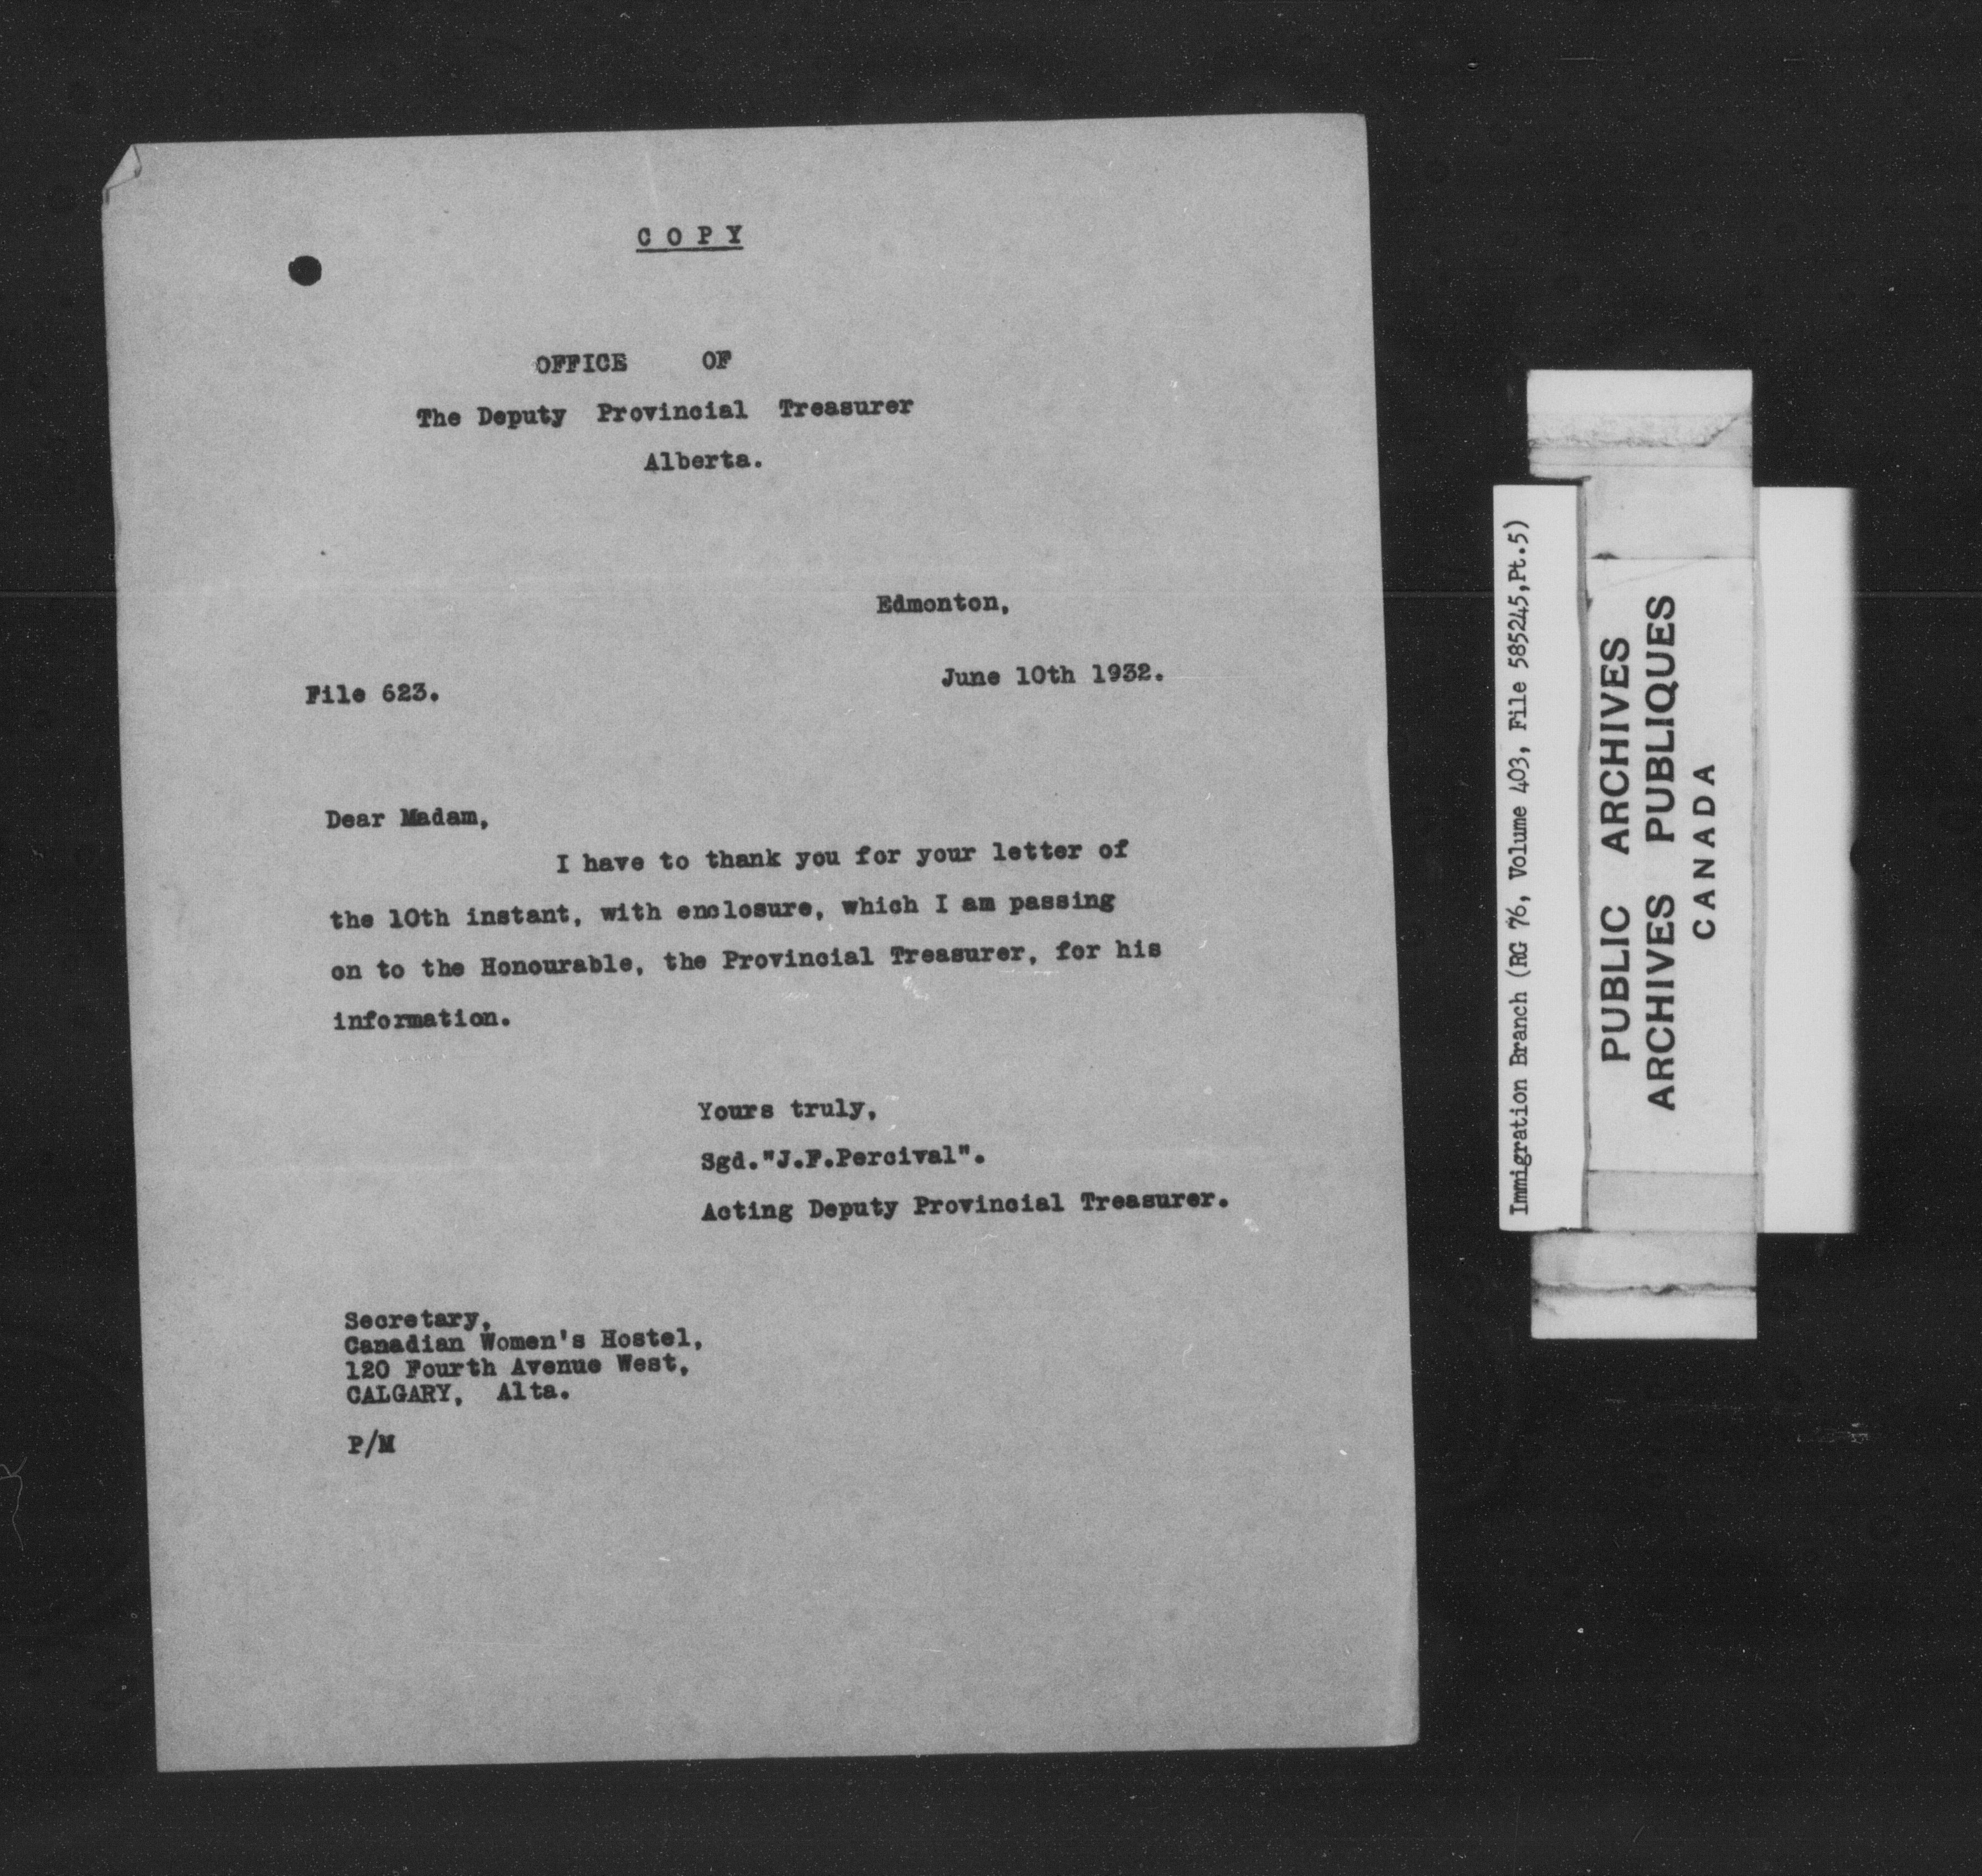 C O P Y
OFFICE OF
The Deputy Provincial Treasurer
Alberta.
Edmonton,
June 10th 1932.
File 623.
Dear Madam,
I have to thank you for your letter of
the 10th instant, with enclosure, which I am passing
on to the Honourable, the Provincial Treasurer, for his
information.
Yours truly,
Sgd."J.F.Percival".
Acting Deputy Provincial Treasurer.
Secretary,
Canadian Women's Hostel,
120 Fourth Avenue West,
CALGARY, Alta.
P/M
Immigration Branch (RG 76, Volume 403, File 585245,Pt.5)
PUBLIC ARCHIVES
ARCHIVES PUBLIQUES
CANADA